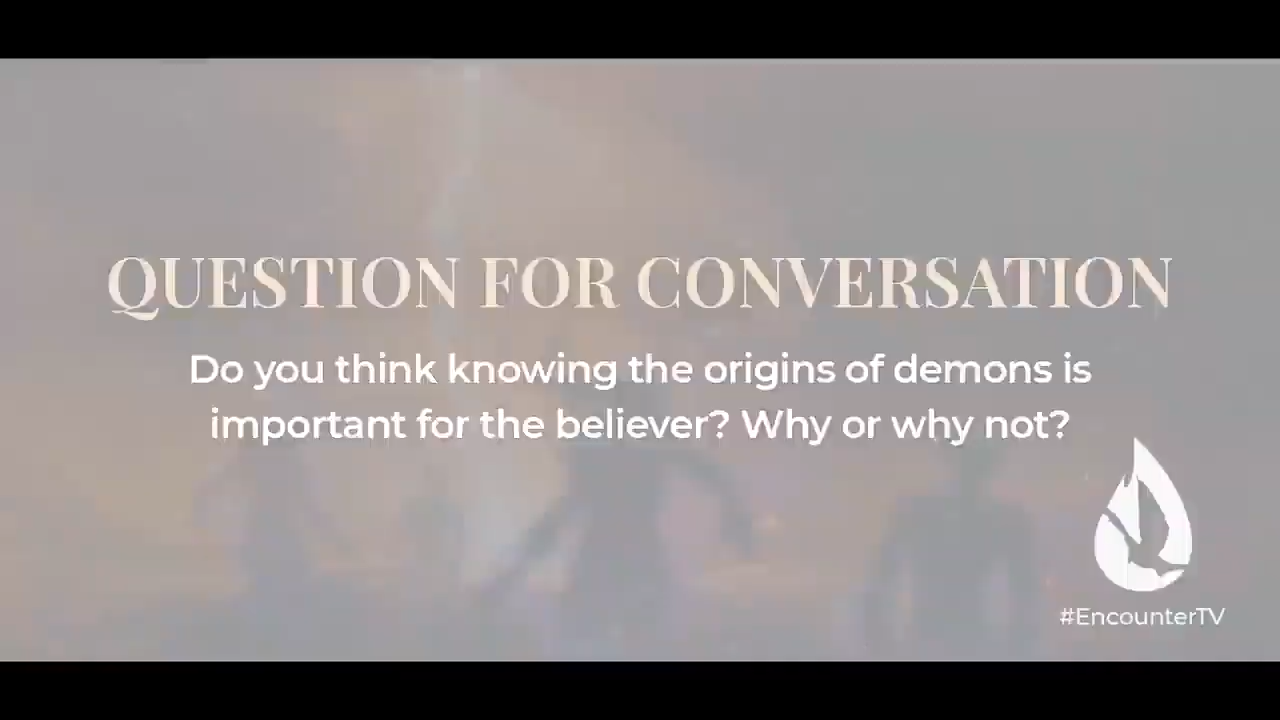 QUESTION FOR CONVERSATION
Do you think knowing the origins of demons is
important for the believer? Why or why not?
#EncounterTV